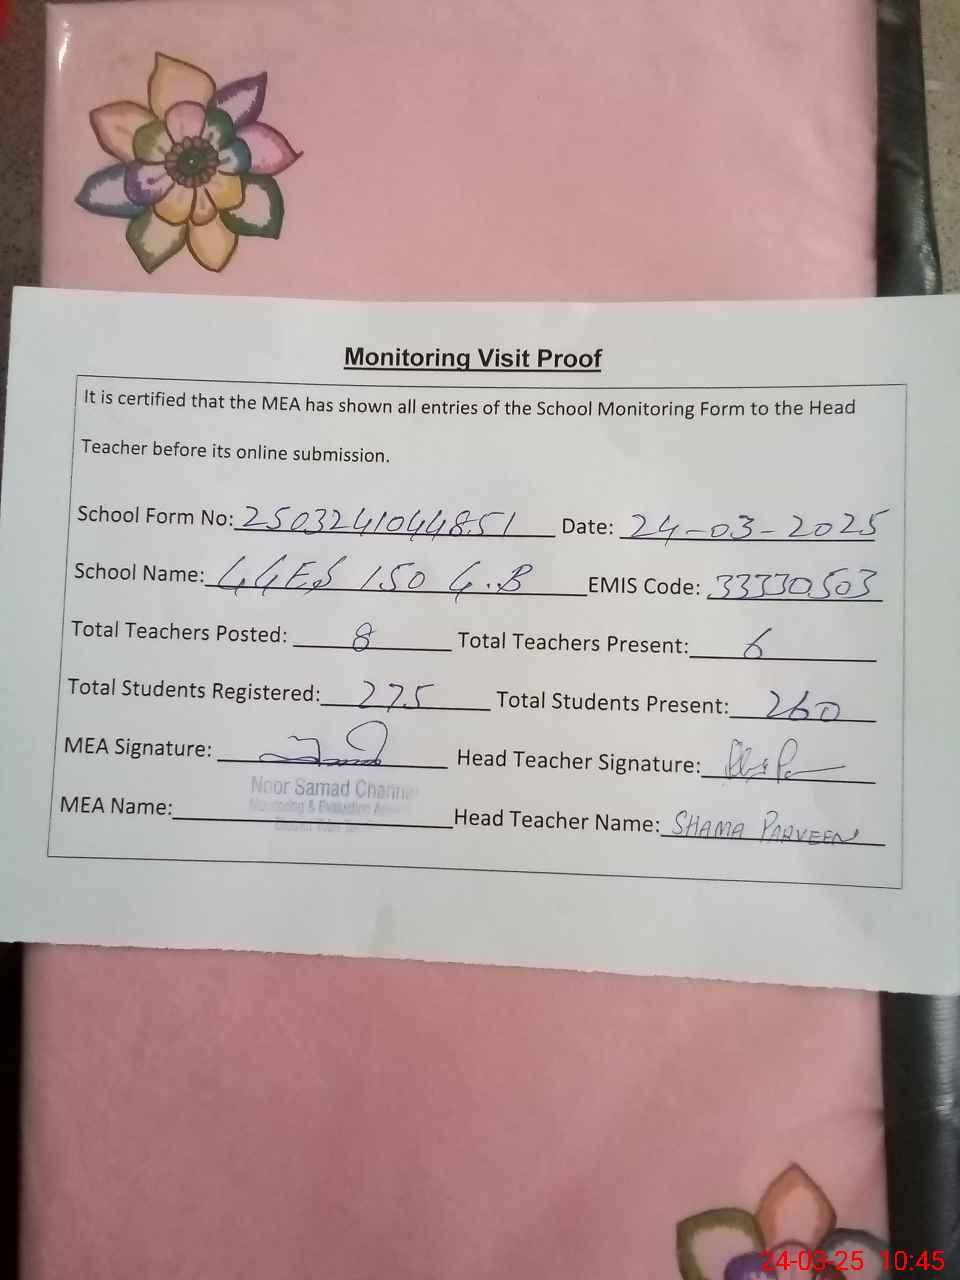 Monitoring Visit Proof
It is certified that the MEA has shown all entries of the School Monitoring Form to the Head
Teacher before its online submission.
School Form No: 2503241044851 Date: 24-03-2025
School Name: GGES 150 G.B EMIS Code: 33330503
Total Teachers Posted: 8 Total Teachers Present: 6
Total Students Registered: 275 Total Students Present: 260
MEA Signature: Head Teacher Signature:
Noor Samad Channa
Monitoring & Evaluation
MEA Name: Head Teacher Name: SHAMA PARVEEN
24-03-25 10:45